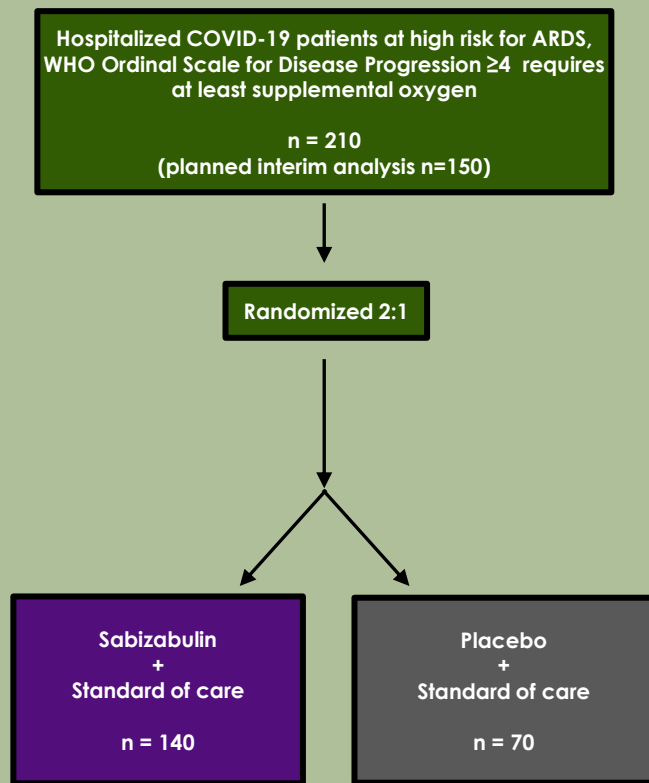 Hospitalized COVID-19 patients at high risk for ARDS,
WHO Ordinal Scale for Disease Progression ≥4 requires
at least supplemental oxygen
n = 210
(planned interim analysis n=150)
Randomized 2:1
Sabizabulin
+
Standard of care
n = 140
Placebo
+
Standard of care
n = 70